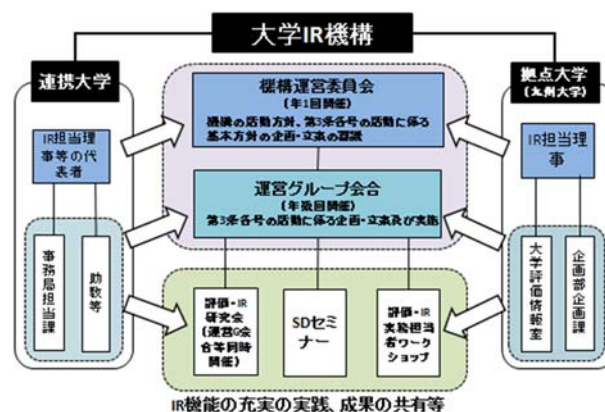 大学IR機構
連携大学
拠点大学
(九州大学)
機構運営委員会
(年1回開催)
機構の活動方針、第3条各号の活動に係る
基本方針の企画・立案の審議
IR担当理
事等の代
表者
IR担当理
事
運営グループ会合
(年数回開催)
第3条各号の活動に係る企画・立案及び実施
事務局担当課
助教等
大学評価情報室
企画部企画課
評価・IR
研究会
(運営G会
合等同時
開催)
SDセミ
ナー
評価・IR
実務担当
者ワーク
ショップ
IR機能の充実の実践、成果の共有等